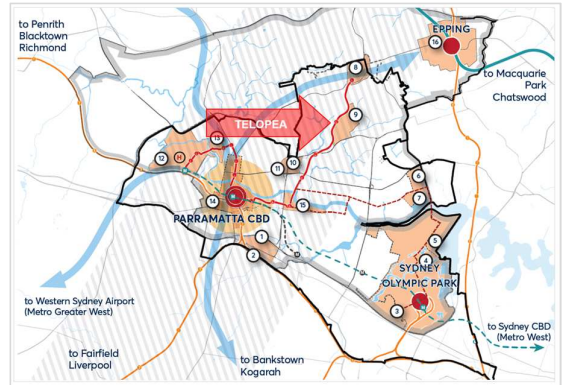 to Penrith
Blacktown
Richmond
EPPING
16
8
to Macquarie
Park
Chatswood
TELOPEA
9
13
12
H
11
10
6
7
14
15
PARRAMATTA CBD
1
2
5
4
SYDNEY
OLYMPIC PARK
3
to Western Sydney Airport
(Metro Greater West)
to Sydney CBD
(Metro West)
to Fairfield
Liverpool
to Bankstown
Kogarah